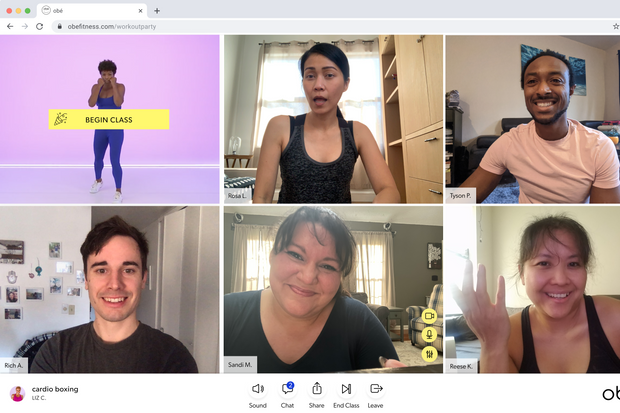 obé
obefitness.com/workoutparty
BEGIN CLASS
Rosa L.
Tyson P.
Rich A.
Sandi M.
Reese K.
cardio boxing
LIZ C.
2
Sound
Chat
Share
End Class
Leave
ob